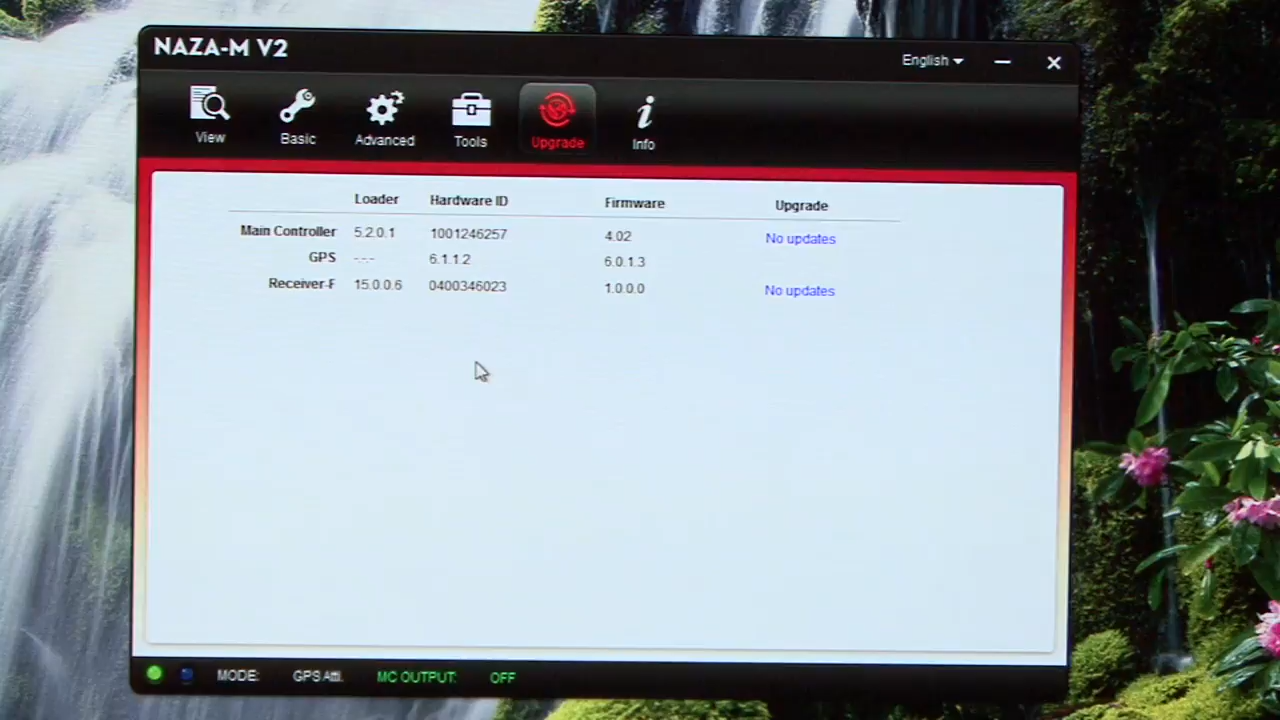 NAZA-M V2
English
View Basic Advanced Tools Upgrade Info
Loader Hardware ID Firmware Upgrade
Main Controller 5.2.0.1 1001246257 4.02 No updates
GPS --- 6.1.1.2 6.0.1.3
Receiver-F 15.0.0.6 0400346023 1.0.0.0 No updates
MODE: GPS Atti. MC OUTPUT: OFF